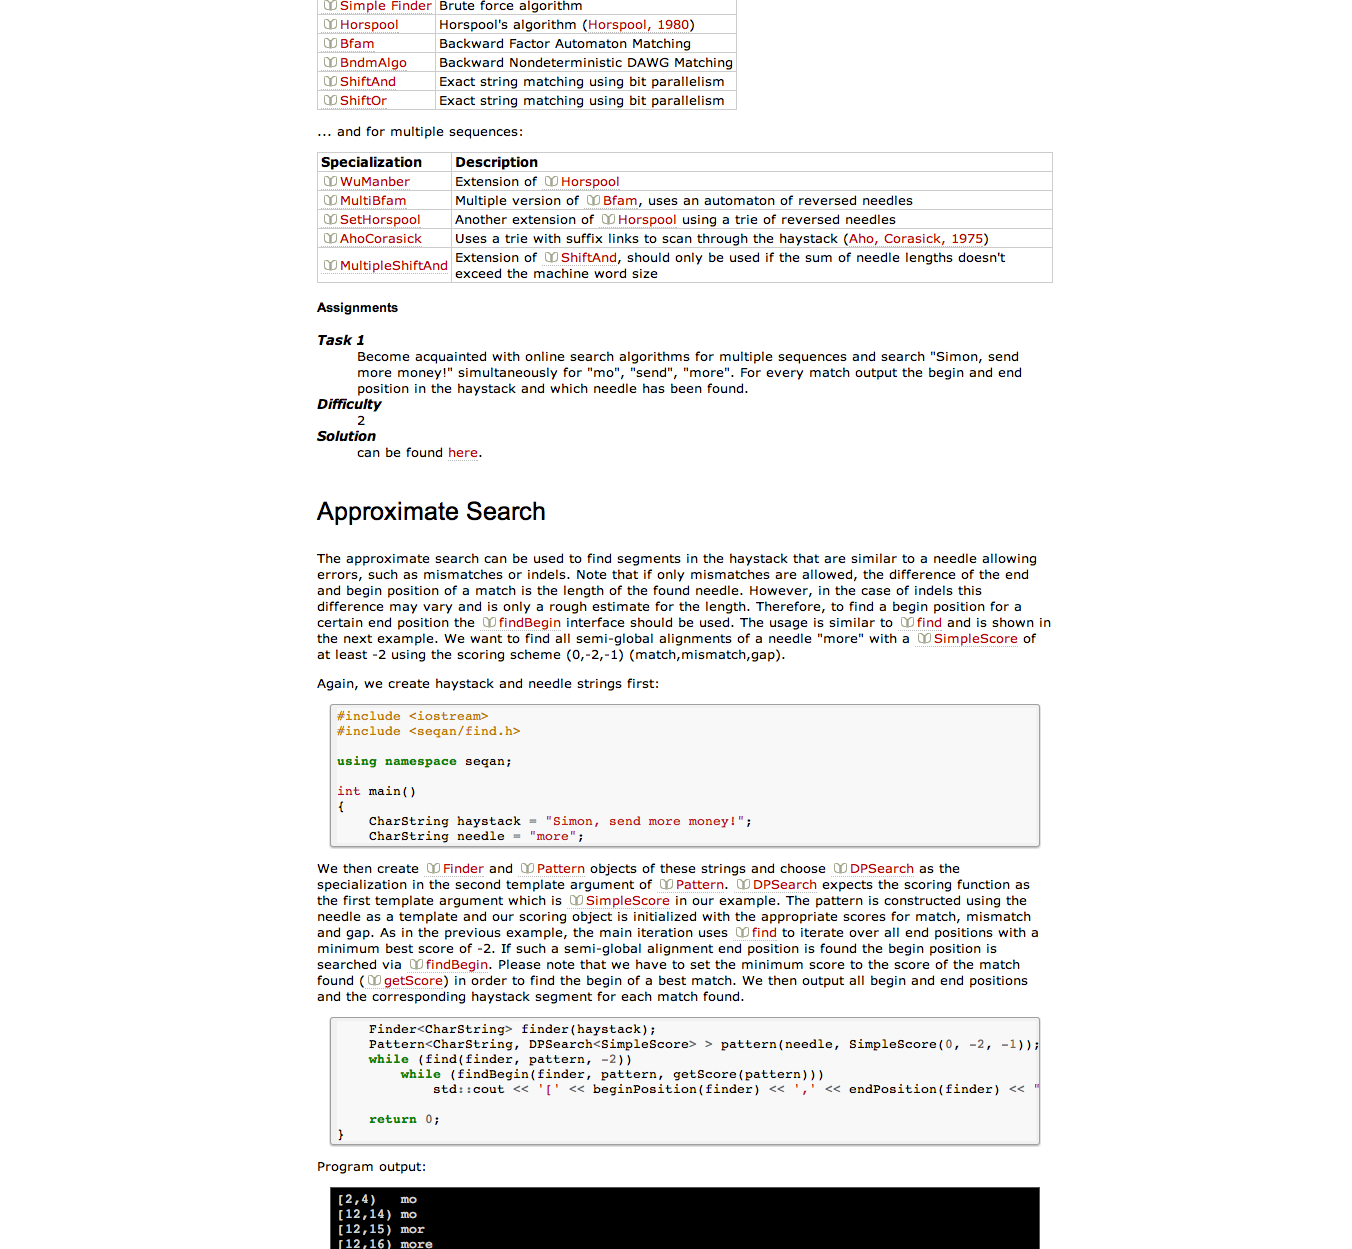 Simple Finder Brute force algorithm
Horspool Horspool's algorithm (Horspool, 1980)
Bfam Backward Factor Automaton Matching
BndmAlgo Backward Nondeterministic DAWG Matching
ShiftAnd Exact string matching using bit parallelism
ShiftOr Exact string matching using bit parallelism
... and for multiple sequences:
Specialization Description
WuManber Extension of Horspool
MultiBfam Multiple version of Bfam, uses an automaton of reversed needles
SetHorspool Another extension of Horspool using a trie of reversed needles
AhoCorasick Uses a trie with suffix links to scan through the haystack (Aho, Corasick, 1975)
MultipleShiftAnd Extension of ShiftAnd, should only be used if the sum of needle lengths doesn't
exceed the machine word size
Assignments
Task 1
Become acquainted with online search algorithms for multiple sequences and search "Simon, send
more money!" simultaneously for "mo", "send", "more". For every match output the begin and end
position in the haystack and which needle has been found.
Difficulty
2
Solution
can be found here.
Approximate Search
The approximate search can be used to find segments in the haystack that are similar to a needle allowing
errors, such as mismatches or indels. Note that if only mismatches are allowed, the difference of the end
and begin position of a match is the length of the found needle. However, in the case of indels this
difference may vary and is only a rough estimate for the length. Therefore, to find a begin position for a
certain end position the findBegin interface should be used. The usage is similar to find and is shown in
the next example. We want to find all semi-global alignments of a needle "more" with a SimpleScore of
at least -2 using the scoring scheme (0,-2,-1) (match,mismatch,gap).
Again, we create haystack and needle strings first:
#include <iostream>
#include <seqan/find.h>
using namespace seqan;
int main()
{
CharString haystack = "Simon, send more money!";
CharString needle = "more";
We then create Finder and Pattern objects of these strings and choose DPSearch as the
specialization in the second template argument of Pattern. DPSearch expects the scoring function as
the first template argument which is SimpleScore in our example. The pattern is constructed using the
needle as a template and our scoring object is initialized with the appropriate scores for match, mismatch
and gap. As in the previous example, the main iteration uses find to iterate over all end positions with a
minimum best score of -2. If such a semi-global alignment end position is found the begin position is
searched via findBegin. Please note that we have to set the minimum score to the score of the match
found ( getScore) in order to find the begin of a best match. We then output all begin and end positions
and the corresponding haystack segment for each match found.
Finder<CharString> finder(haystack);
Pattern<CharString, DPSearch<SimpleScore> > pattern(needle, SimpleScore(0, -2, -1));
while (find(finder, pattern, -2))
while (findBegin(finder, pattern, getScore(pattern)))
std::cout << '[' << beginPosition(finder) << ',' << endPosition(finder) << "
return 0;
}
Program output:
[2,4) mo
[12,14) mo
[12,15) mor
[12,16) more